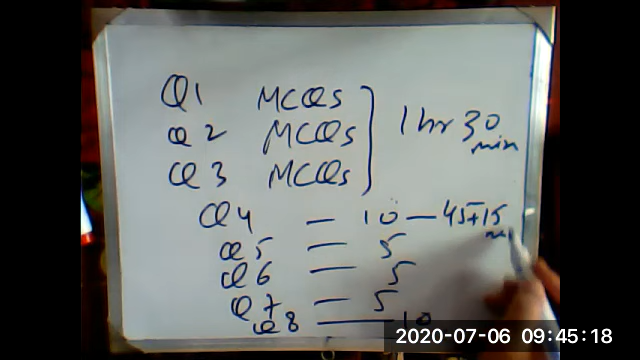 Q1 MCQs
Q2 MCQs
Q3 MCQs
1 hr 30
min
Q4 — 10 — 45+15
Q5 — 5
Q6 — 5
Q7 — 5
Q8 — 10
2020-07-06 09:45:18